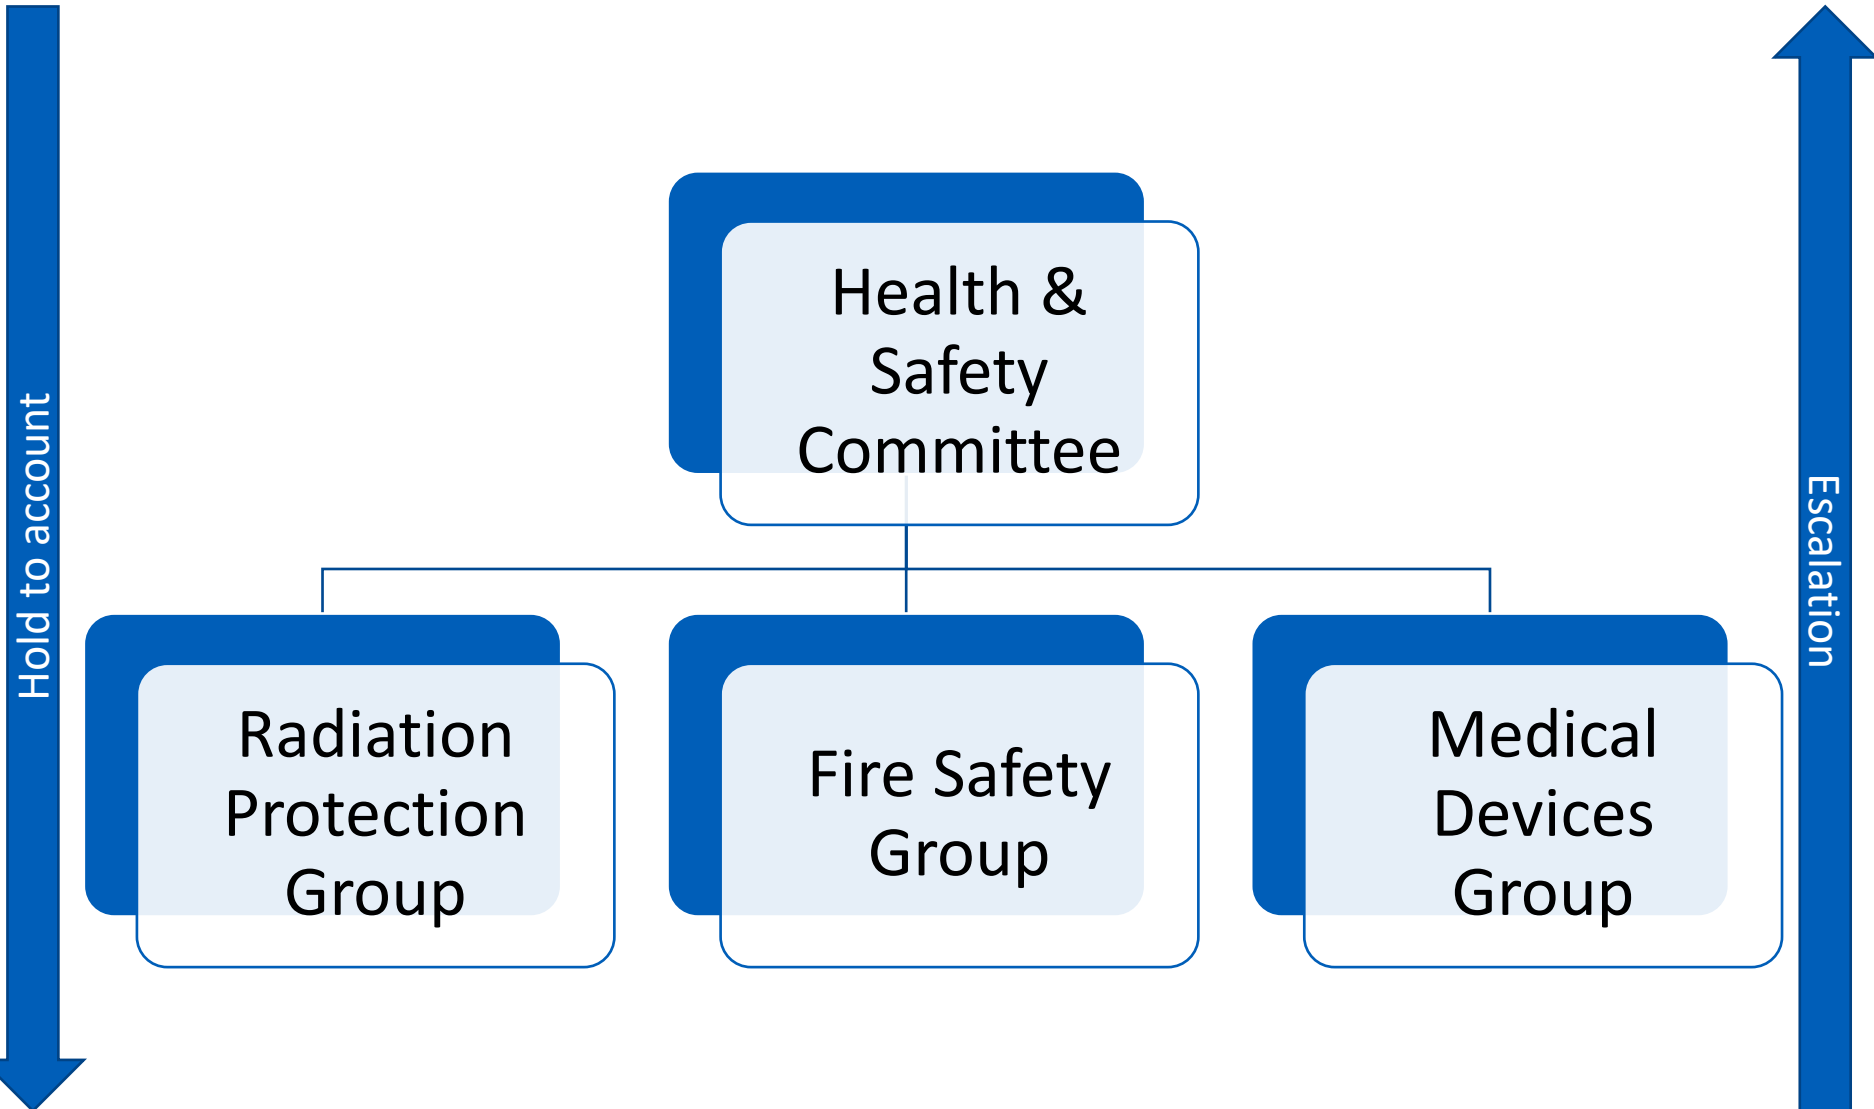 Hold to account
Health &
Safety
Committee
Escalation
Radiation
Protection
Group
Fire Safety
Group
Medical
Devices
Group